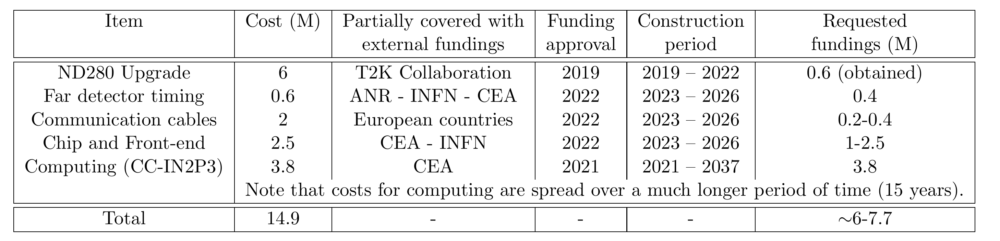 Item Cost (M) Partially covered with Funding Construction Requested
external fundings approval period fundings (M)
ND280 Upgrade 6 T2K Collaboration 2019 2019 – 2022 0.6 (obtained)
Far detector timing 0.6 ANR - INFN - CEA 2022 2023 – 2026 0.4
Communication cables 2 European countries 2022 2023 – 2026 0.2-0.4
Chip and Front-end 2.5 CEA - INFN 2022 2023 – 2026 1-2.5
Computing (CC-IN2P3) 3.8 CEA 2021 2021 – 2037 3.8
Note that costs for computing are spread over a much longer period of time (15 years).
Total 14.9 - - - ∼6-7.7